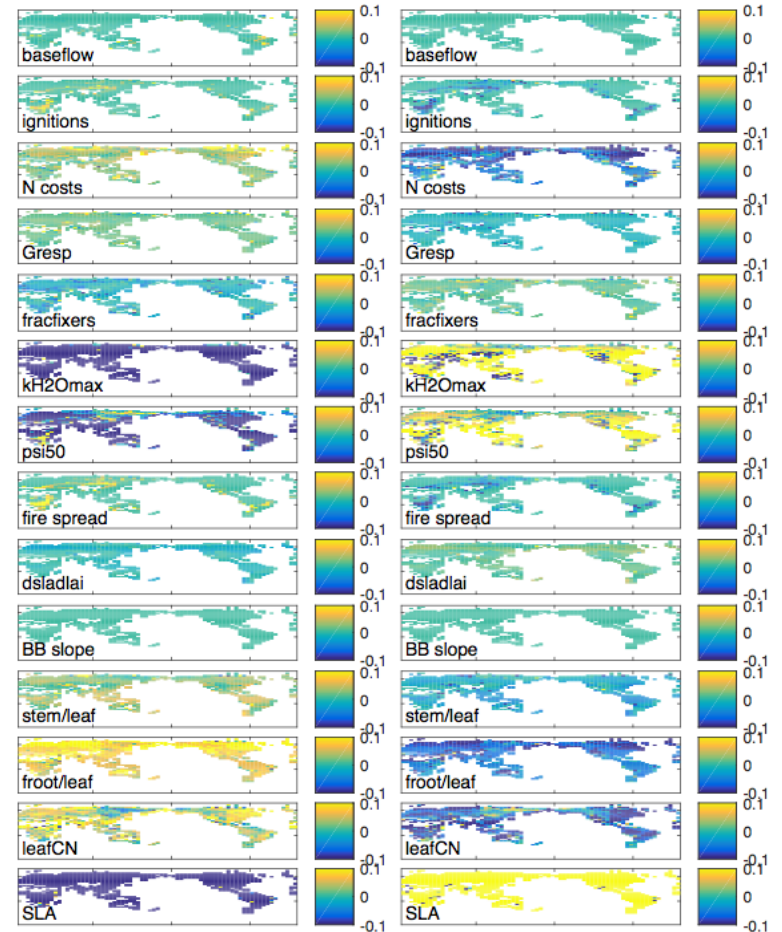 baseflow 0.1 0 -0.1 baseflow 0.1 0 -0.1
ignitions 0.1 0 -0.1 ignitions 0.1 0 -0.1
N costs 0.1 0 -0.1 N costs 0.1 0 -0.1
Gresp 0.1 0 -0.1 Gresp 0.1 0 -0.1
fracfixers 0.1 0 -0.1 fracfixers 0.1 0 -0.1
kH2Omax 0.1 0 -0.1 kH2Omax 0.1 0 -0.1
psi50 0.1 0 -0.1 psi50 0.1 0 -0.1
fire spread 0.1 0 -0.1 fire spread 0.1 0 -0.1
dsladlai 0.1 0 -0.1 dsladlai 0.1 0 -0.1
BB slope 0.1 0 -0.1 BB slope 0.1 0 -0.1
stem/leaf 0.1 0 -0.1 stem/leaf 0.1 0 -0.1
froot/leaf 0.1 0 -0.1 froot/leaf 0.1 0 -0.1
leafCN 0.1 0 -0.1 leafCN 0.1 0 -0.1
SLA 0.1 0 -0.1 SLA 0.1 0 -0.1